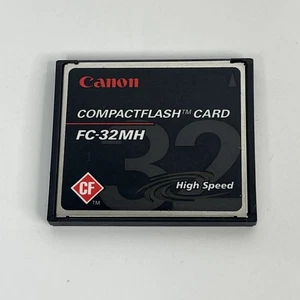 Canon
COMPACTFLASH™ CARD
FC-32MH
32
CF
TM
High Speed